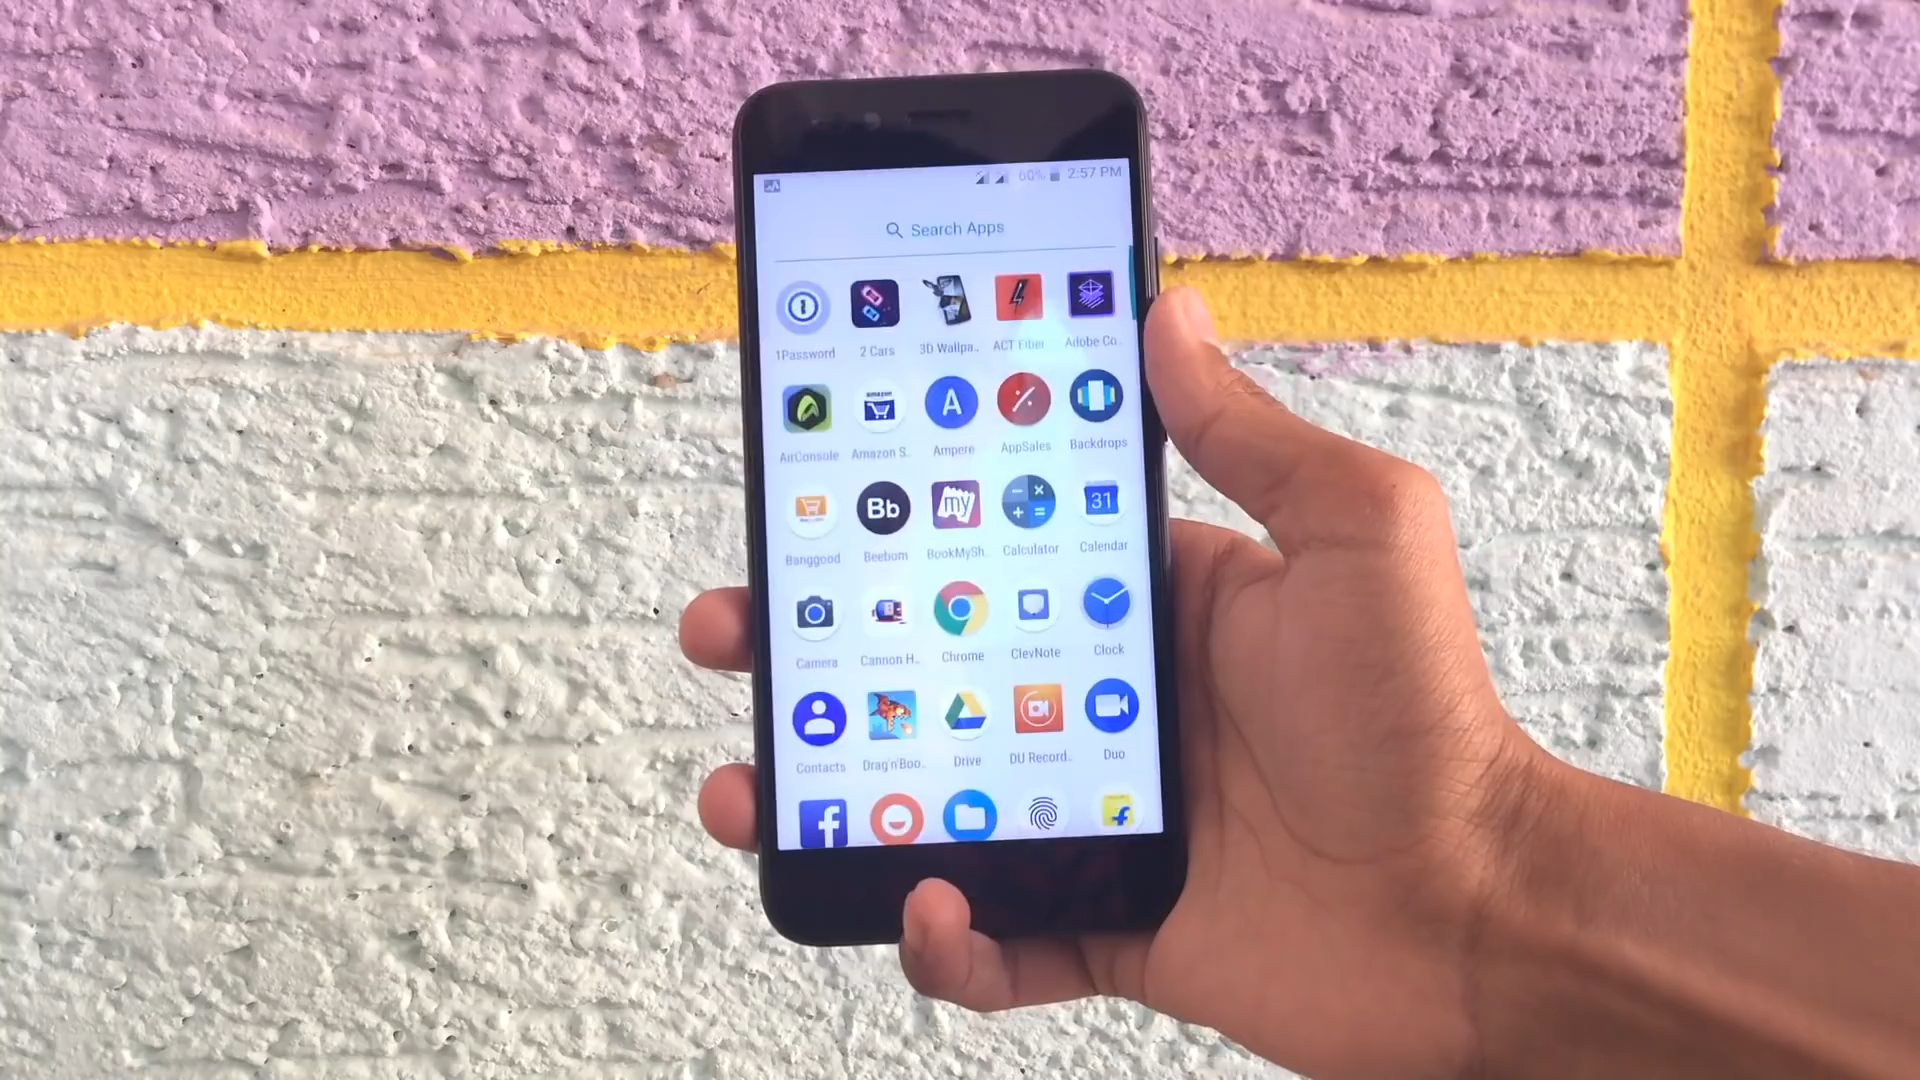 60% 2:57 PM
Search Apps
1Password 2 Cars 3D Wallpa.. ACT Fiber Adobe Co..
amazon
A
AirConsole Amazon S.. Ampere AppSales Backdrops
Bb my 31
Banggood Beebom BookMySh.. Calculator Calendar
Camera Cannon H.. Chrome ClevNote Clock
Contacts Drag'n'Boo.. Drive DU Record.. Duo
f f